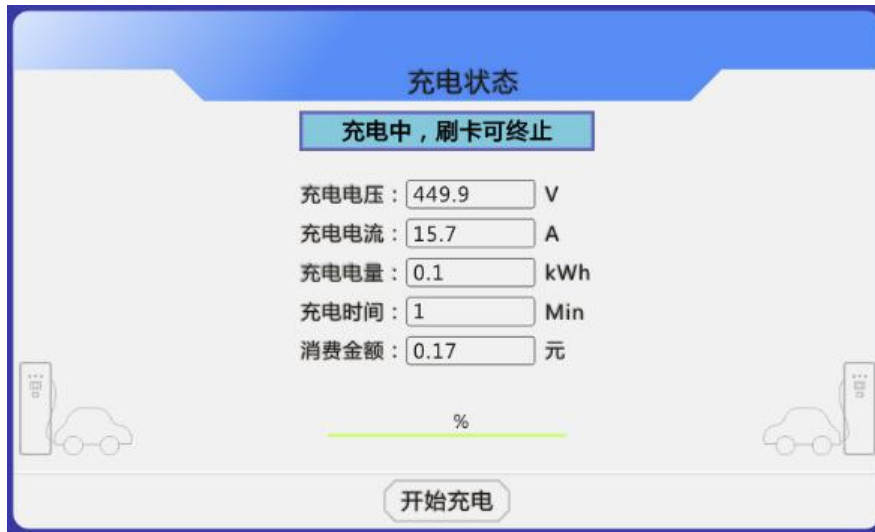 充电状态
充电中，刷卡可终止
充电电压：449.9 V
充电电流：15.7 A
充电电量：0.1 kWh
充电时间：1 Min
消费金额：0.17 元
%
开始充电